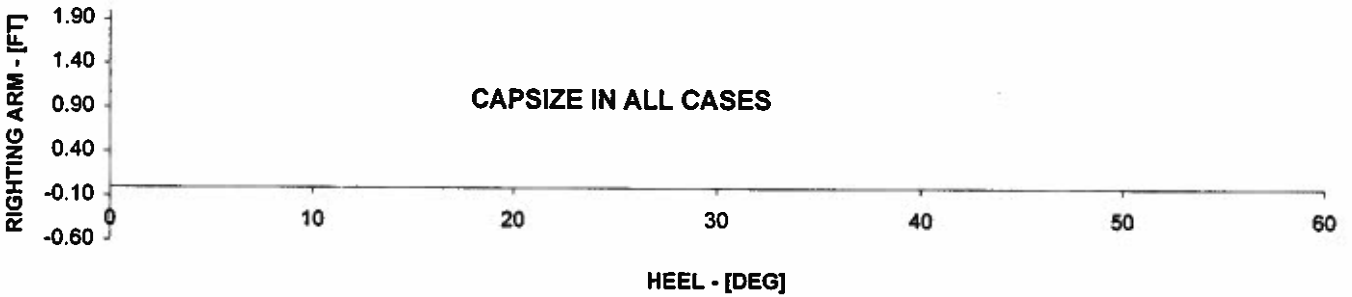 RIGHTING ARM - [FT]
1.90
1.40
0.90
0.40
-0.10
-0.60
CAPSIZE IN ALL CASES
0 10 20 30 40 50 60
HEEL - [DEG]